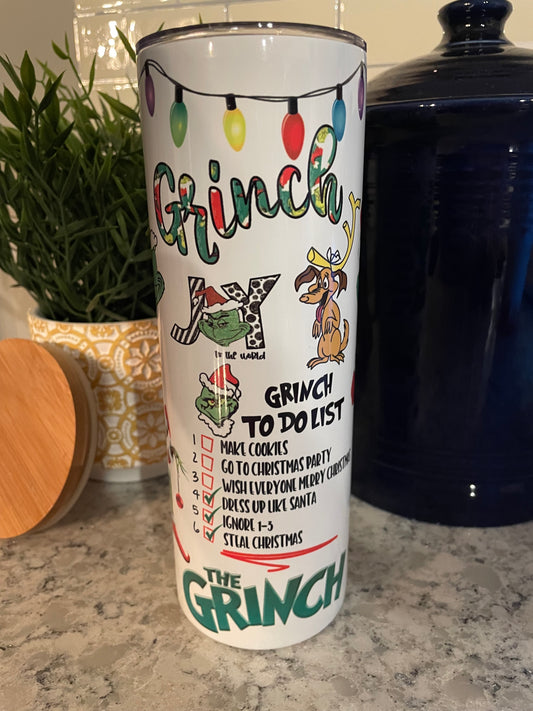 Grinch
JOY
to the world
GRINCH
TO DO LIST
1 MAKE COOKIES
2 GO TO CHRISTMAS PARTY
3 WISH EVERYONE MERRY CHRISTMAS
4 DRESS UP LIKE SANTA
5 IGNORE 1-3
6 STEAL CHRISTMAS
THE
GRINCH